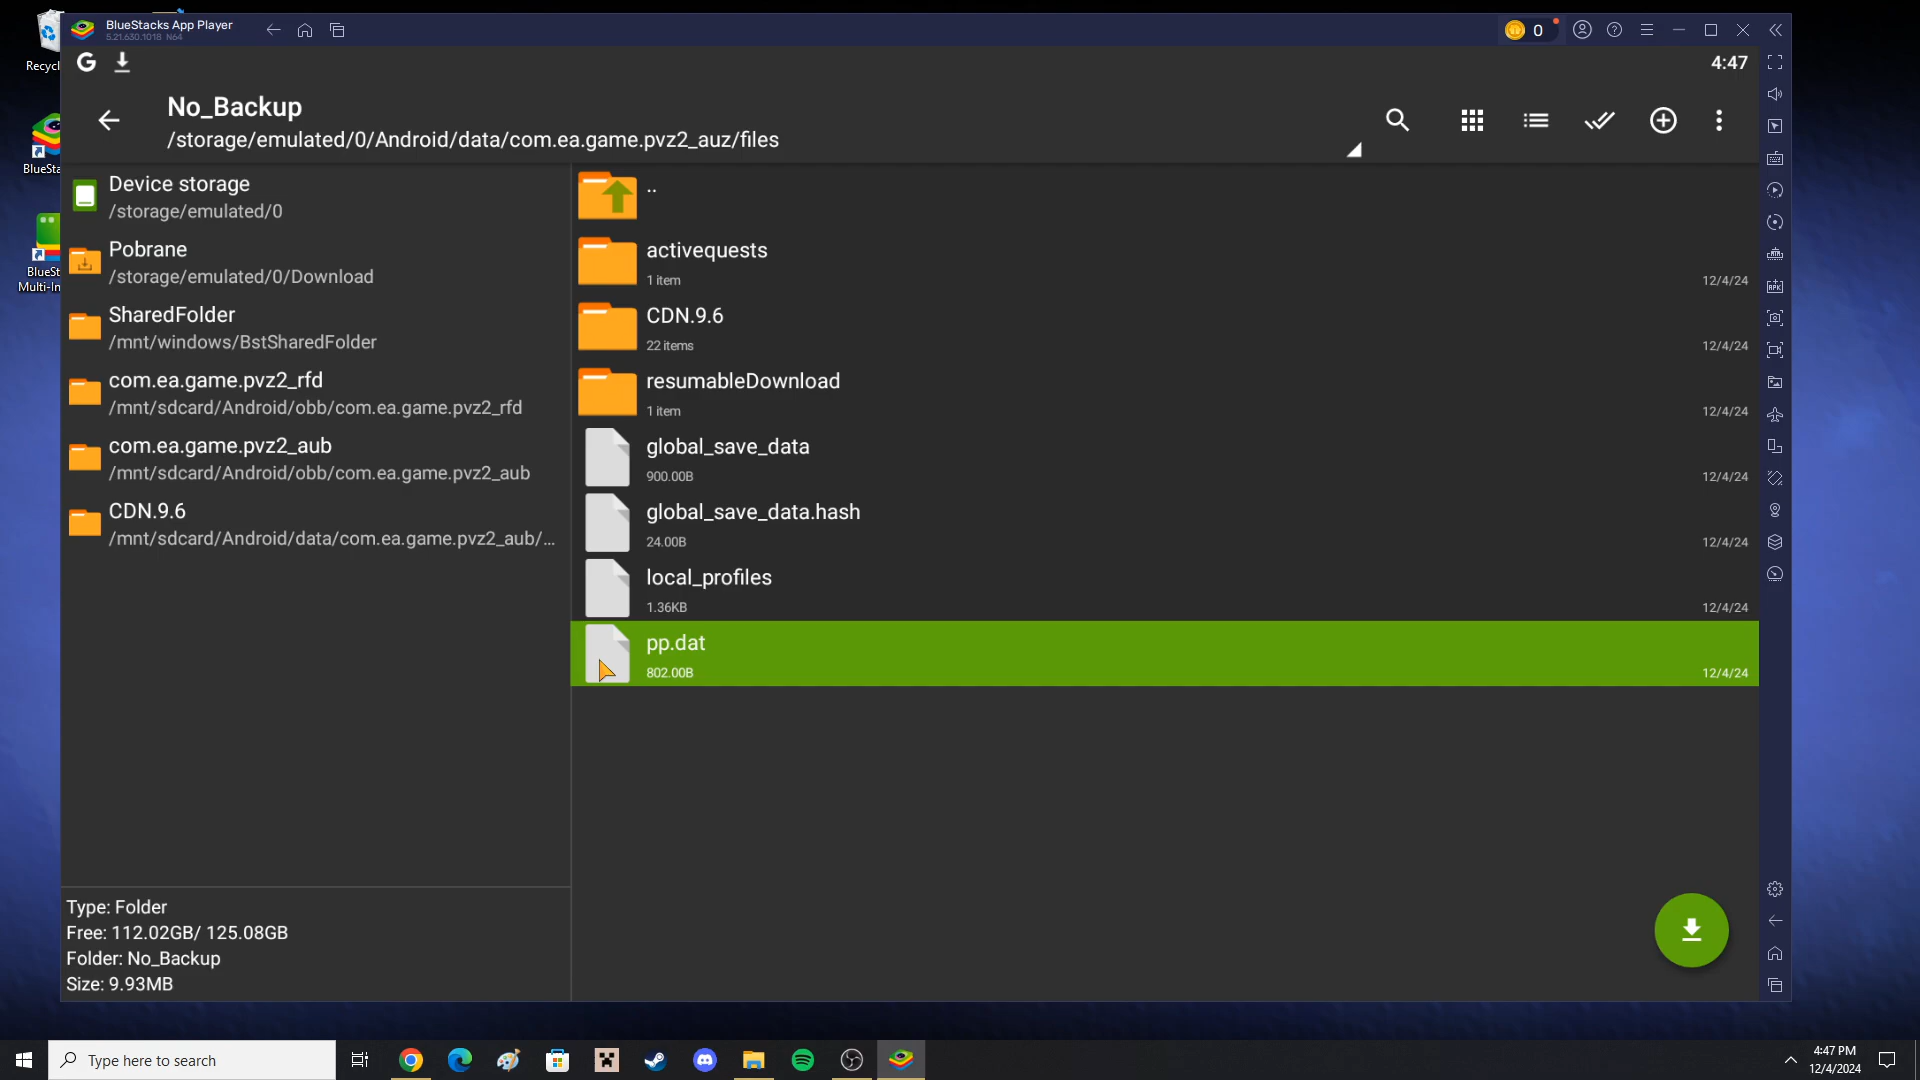 Recycl
BlueSta
BlueSt
Multi-In
BlueStacks App Player
5.21.630.1018 N64
0
4:47
No_Backup
/storage/emulated/0/Android/data/com.ea.game.pvz2_auz/files
Device storage
/storage/emulated/0
Pobrane
/storage/emulated/0/Download
SharedFolder
/mnt/windows/BstSharedFolder
com.ea.game.pvz2_rfd
/mnt/sdcard/Android/obb/com.ea.game.pvz2_rfd
com.ea.game.pvz2_aub
/mnt/sdcard/Android/obb/com.ea.game.pvz2_aub
CDN.9.6
/mnt/sdcard/Android/data/com.ea.game.pvz2_aub/...
Type: Folder
Free: 112.02GB/ 125.08GB
Folder: No_Backup
Size: 9.93MB
..
activequests
1 item 12/4/24
CDN.9.6
22 items 12/4/24
resumableDownload
1 item 12/4/24
global_save_data
900.00B 12/4/24
global_save_data.hash
24.00B 12/4/24
local_profiles
1.36KB 12/4/24
pp.dat
802.00B 12/4/24
Type here to search
4:47 PM
12/4/2024